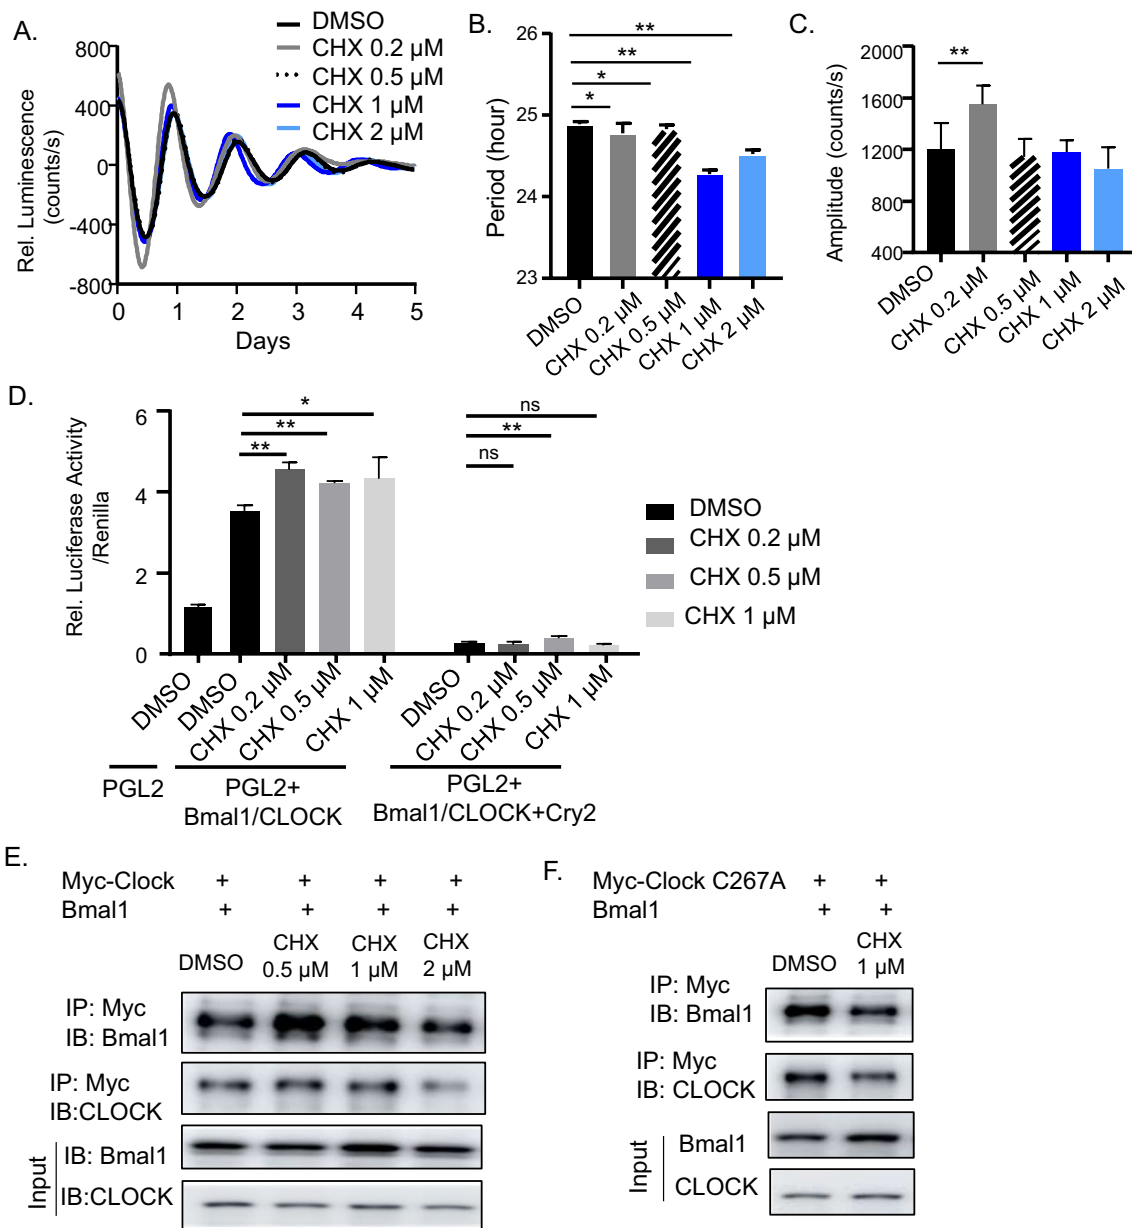 A.
800
400
0
-400
-800
Rel. Luminescence
(counts/s)
0 1 2 3 4 5
Days
DMSO
CHX 0.2 µM
CHX 0.5 µM
CHX 1 µM
CHX 2 µM
B.
26
25
24
23
Period (hour)
**
**
*
*
DMSO
CHX 0.2 µM
CHX 0.5 µM
CHX 1 µM
CHX 2 µM
C.
2000
1600
1200
800
400
Amplitude (counts/s)
**
DMSO
CHX 0.2 µM
CHX 0.5 µM
CHX 1 µM
CHX 2 µM
D.
6
4
2
0
Rel. Luciferase Activity
/Renilla
*
**
**
ns
**
ns
DMSO
DMSO
CHX 0.2 µM
CHX 0.5 µM
CHX 1 µM
DMSO
CHX 0.2 µM
CHX 0.5 µM
CHX 1 µM
PGL2
PGL2+
Bmal1/CLOCK
PGL2+
Bmal1/CLOCK+Cry2
DMSO
CHX 0.2 µM
CHX 0.5 µM
CHX 1 µM
E.
Myc-Clock + + + +
Bmal1 + + + +
DMSO
CHX
0.5 µM
CHX
1 µM
CHX
2 µM
IP: Myc
IB: Bmal1
IP: Myc
IB:CLOCK
Input
IB: Bmal1
IB:CLOCK
F.
Myc-Clock C267A + +
Bmal1 + +
DMSO
CHX
1 µM
IP: Myc
IB: Bmal1
IP: Myc
IB: CLOCK
Input
Bmal1
CLOCK